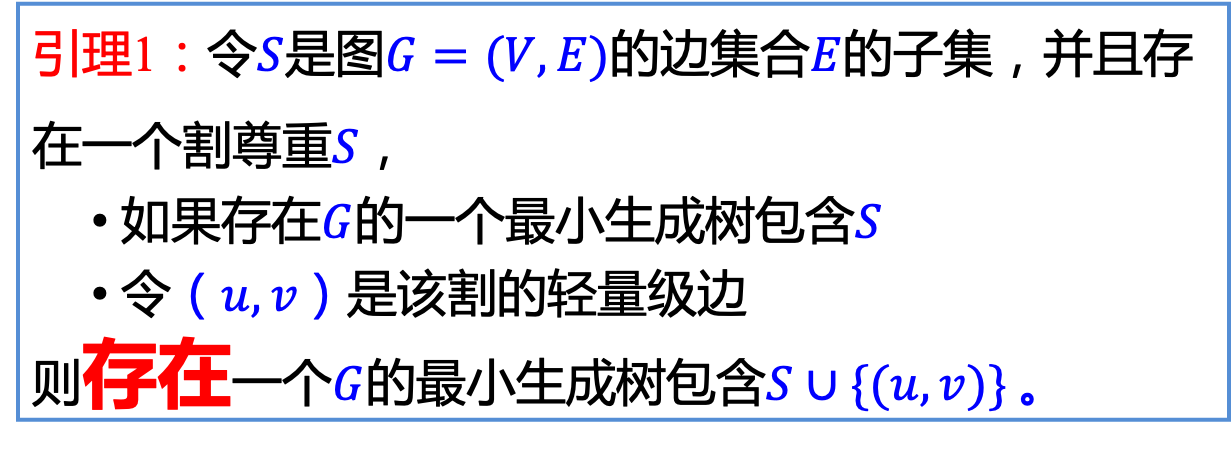 引理1：令S是图G = (V, E)的边集合E的子集，并且存
在一个割尊重S，
• 如果存在G的一个最小生成树包含S
• 令（u, v）是该割的轻量级边
则存在一个G的最小生成树包含S ∪ {(u, v)}。